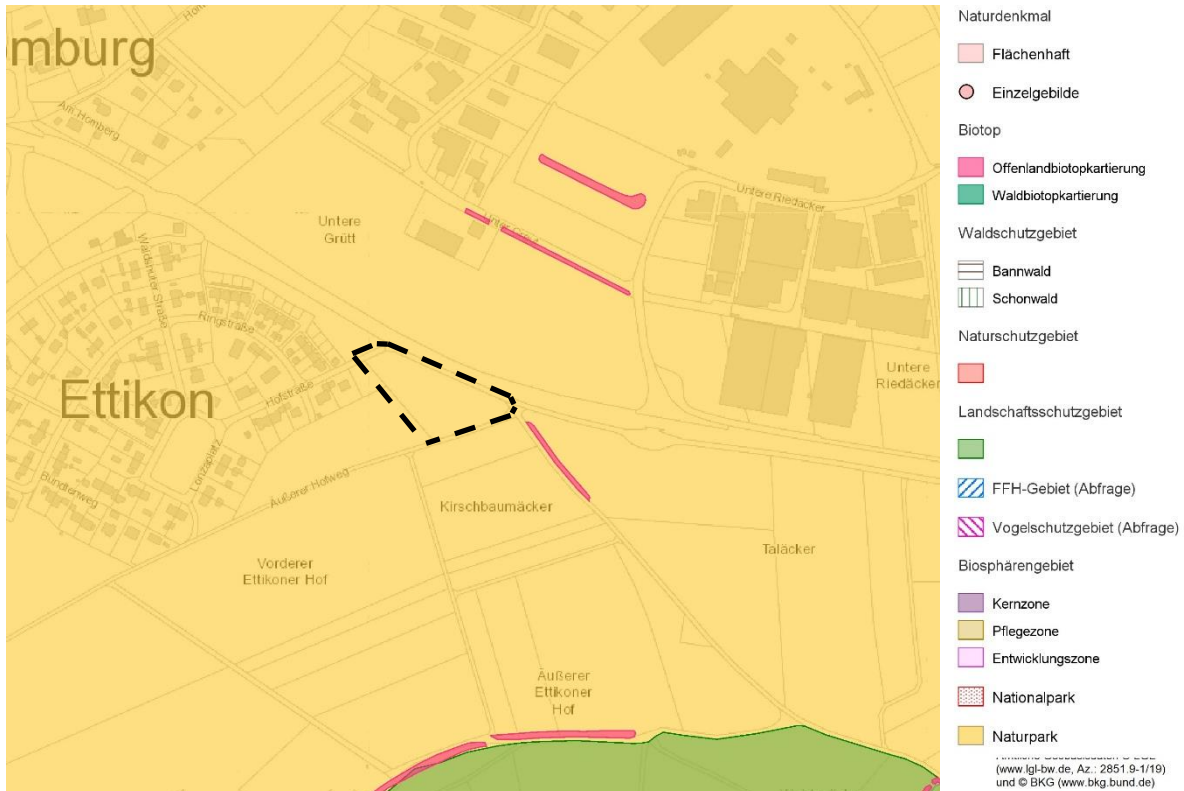 mburg
Am Homberg
Untere Riedäcker
Untere
Grütt
Waldshuter Straße
Ringstraße
Untere
Riedäcker
Ettikon
Hofstraße
Lonzaplatz
Bündtenweg
Äußerer Hofweg
Kirschbaumäcker
Vorderer
Ettikoner Hof
Taläcker
Äußerer
Ettikoner
Hof
Naturdenkmal
Flächenhaft
Einzelgebilde
Biotop
Offenlandbiotopkartierung
Waldbiotopkartierung
Waldschutzgebiet
Bannwald
Schonwald
Naturschutzgebiet
Landschaftsschutzgebiet
FFH-Gebiet (Abfrage)
Vogelschutzgebiet (Abfrage)
Biosphärengebiet
Kernzone
Pflegezone
Entwicklungszone
Nationalpark
Naturpark
(www.lgl-bw.de, Az.: 2851.9-1/19)
und © BKG (www.bkg.bund.de)